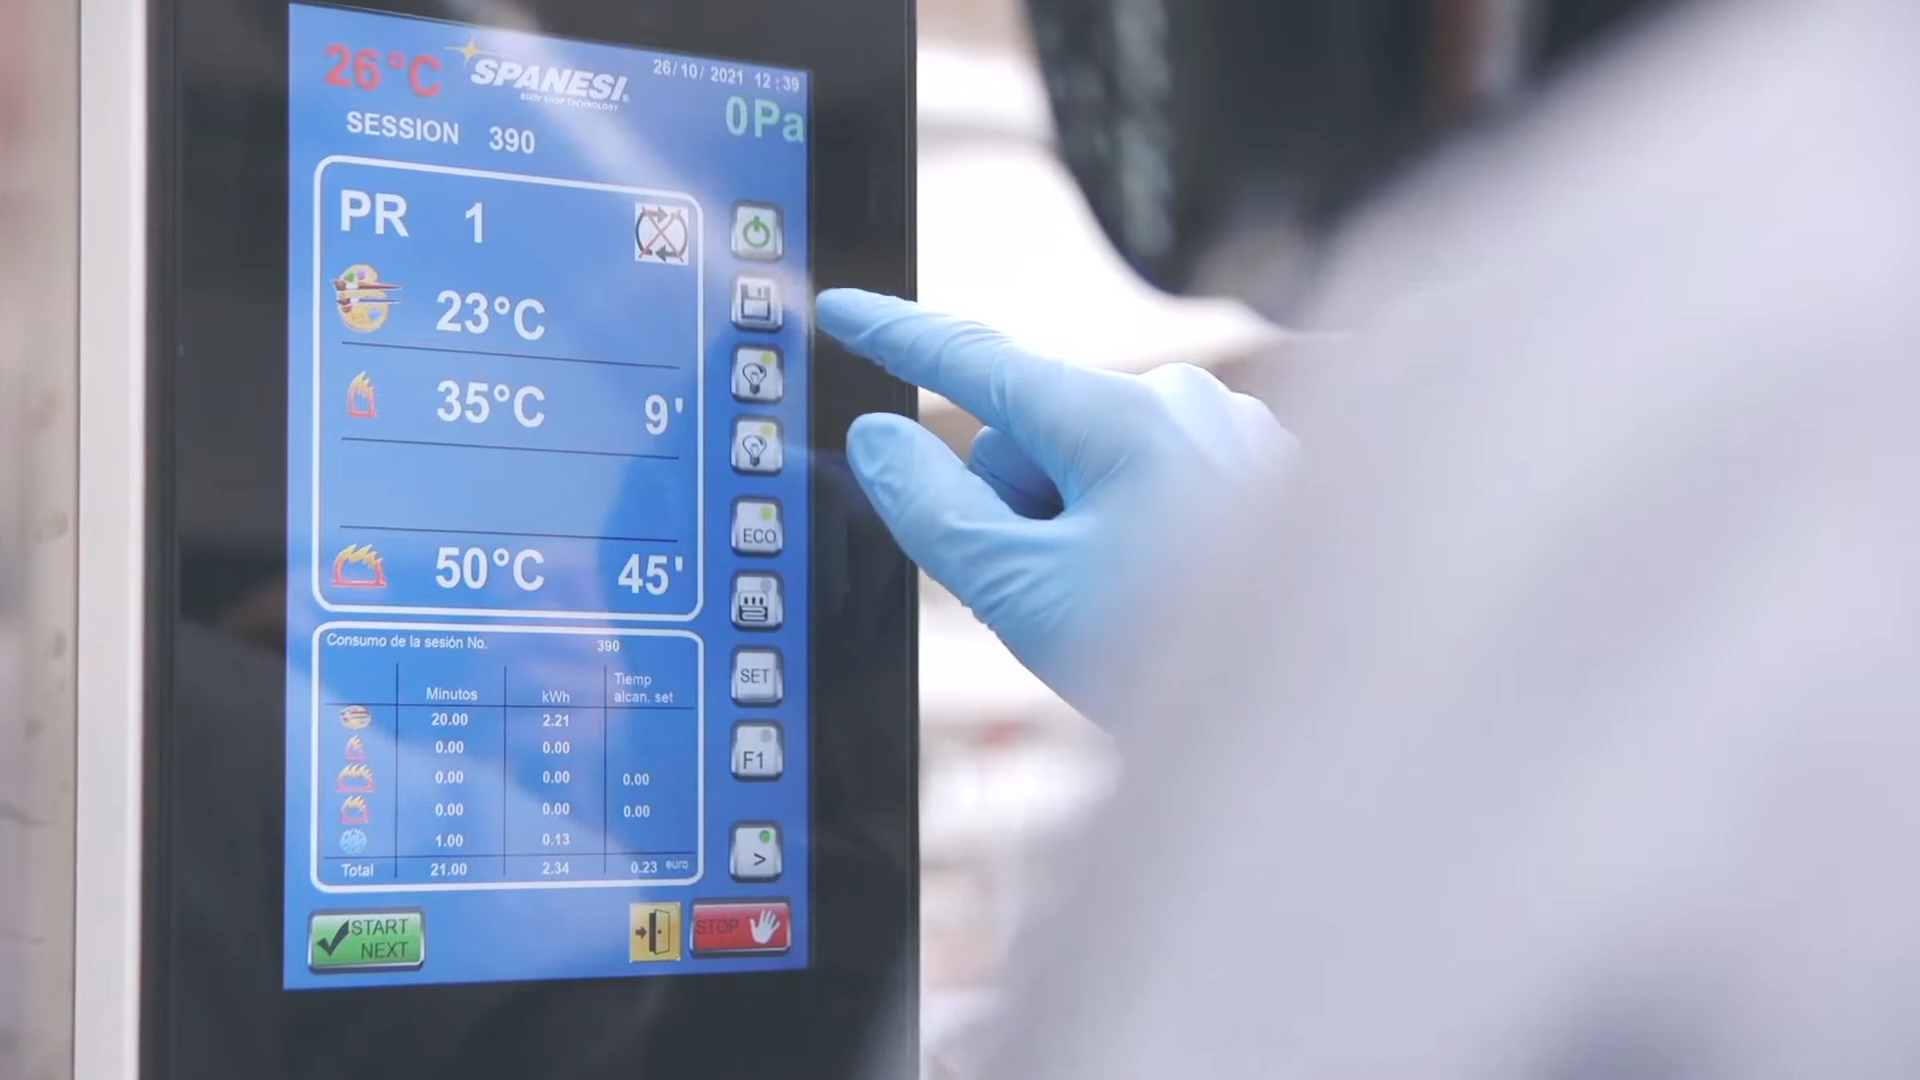 26°C
SPANESI®
BODY SHOP TECHNOLOGY
26/10/2021 12:39
0Pa
SESSION 390
PR 1
23°C
35°C 9'
50°C 45'
ECO
SET
F1
>
Consumo de la sesión No. 390
Minutos kWh Tiemp alcan. set
20.00 2.21
0.00 0.00
0.00 0.00 0.00
0.00 0.00 0.00
1.00 0.13
Total 21.00 2.34 0.23 euro
START
NEXT
STOP